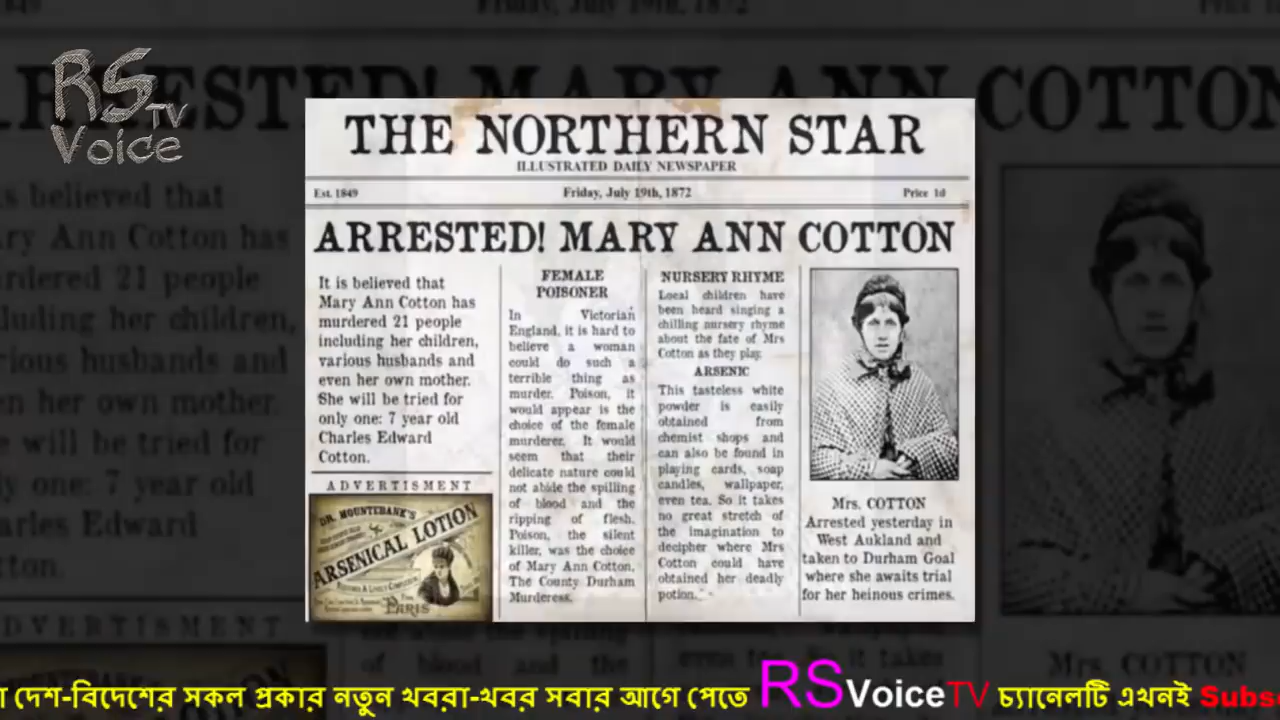 RS
TV
Voice
THE NORTHERN STAR
ILLUSTRATED DAILY NEWSPAPER
Est. 1849
Friday, July 19th, 1872
Price 1d
ARRESTED! MARY ANN COTTON
It is believed that
Mary Ann Cotton has
murdered 21 people
including her children,
various husbands and
even her own mother.
She will be tried for
only one: 7 year old
Charles Edward
Cotton.
ADVERTISMENT
DR. MOUNTEBANK'S
ARSENICAL LOTION
PARIS
FEMALE
POISONER
In Victorian
England, it is hard to
believe a woman
could do such a
terrible thing as
murder. Poison, it
would appear is the
choice of the female
murderer. It would
seem that their
delicate nature could
not abide the spilling
of blood and the
ripping of flesh.
Poison, the silent
killer, was the choice
of Mary Ann Cotton,
The County Durham
Murderess.
NURSERY RHYME
Local children have
been heard singing a
chilling nursery rhyme
about the fate of Mrs
Cotton as they play.
ARSENIC
This tasteless white
powder is easily
obtained from
chemist shops and
can also be found in
playing cards, soap
candles, wallpaper,
even tea. So it takes
no great stretch of
the imagination to
decipher where Mrs
Cotton could have
obtained her deadly
potion.
Mrs. COTTON
Arrested yesterday in
West Aukland and
taken to Durham Goal
where she awaits trial
for her heinous crimes.
দেশ-বিদেশের সকল প্রকার নতুন খবরা-খবর সবার আগে পেতে RSVoiceTV চ্যানেলটি এখনই Subs